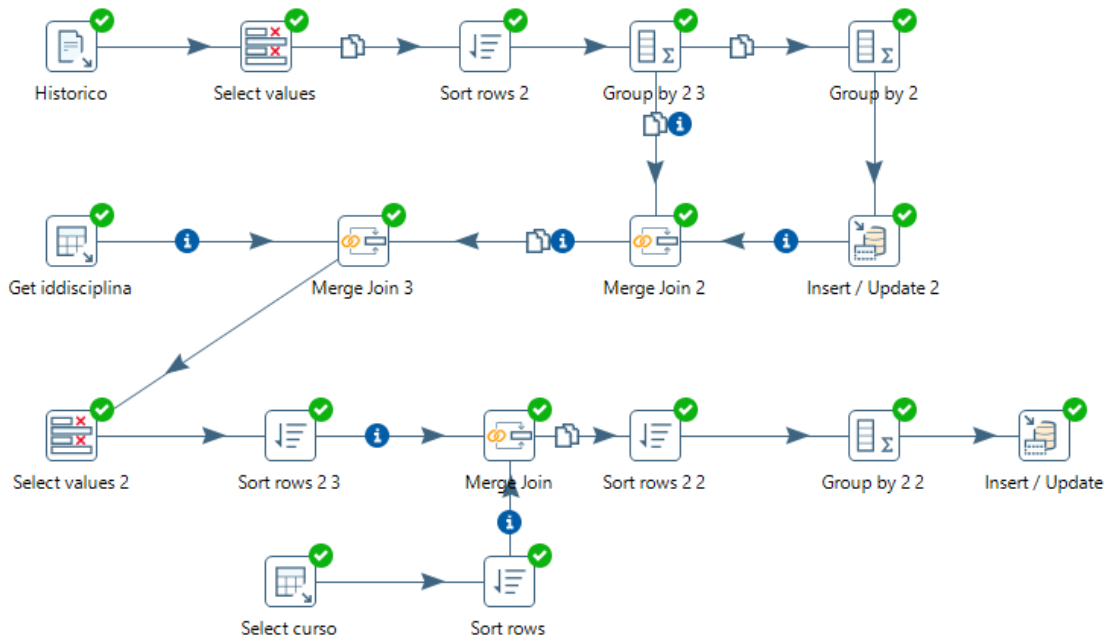 Historico
Select values
Sort rows 2
Group by 2 3
Group by 2
Get iddisciplina
Merge Join 3
Merge Join 2
Insert / Update 2
Select values 2
Sort rows 2 3
Merge Join
Sort rows 2 2
Group by 2 2
Insert / Update
Select curso
Sort rows